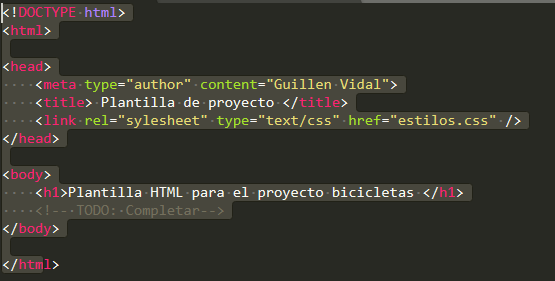 <!DOCTYPE html>
<html>
<head>
<meta type="author" content="Guillen Vidal">
<title> Plantilla de proyecto </title>
<link rel="sylesheet" type="text/css" href="estilos.css" />
</head>
<body>
<h1>Plantilla HTML para el proyecto bicicletas </h1>
<!-- TODO: Completar-->
</body>
</html>